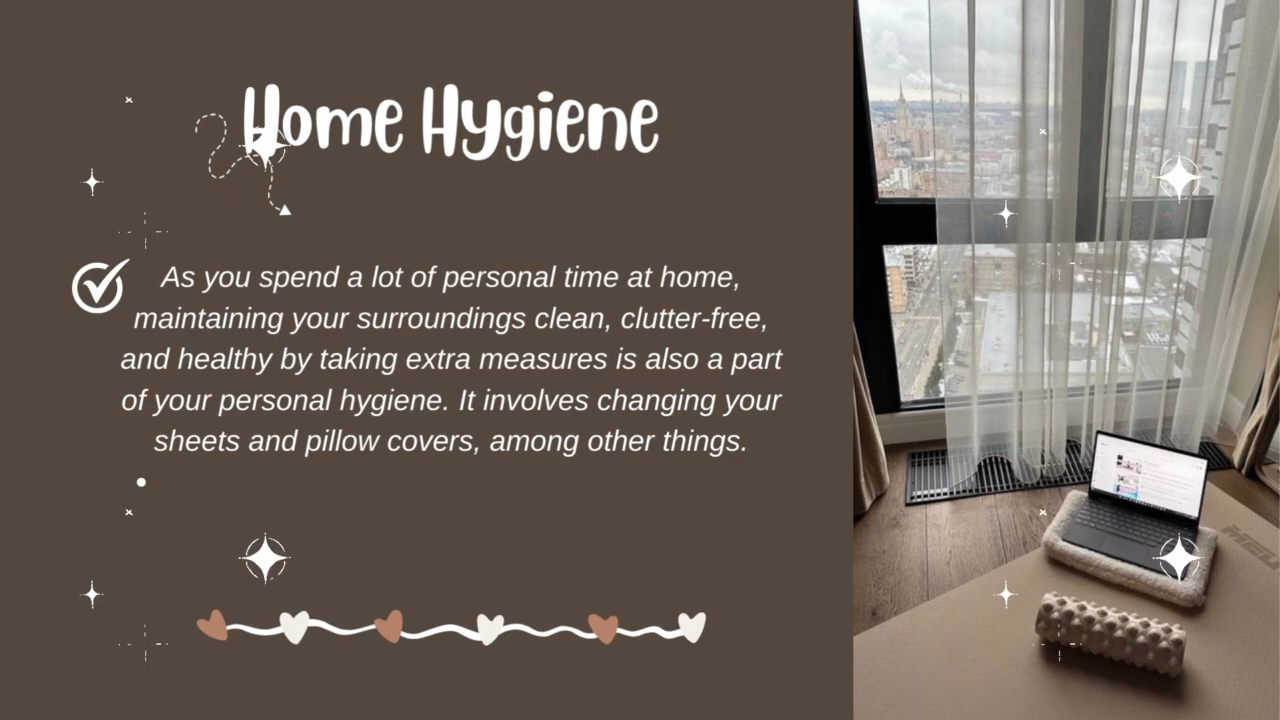 Home Hygiene
As you spend a lot of personal time at home,
maintaining your surroundings clean, clutter-free,
and healthy by taking extra measures is also a part
of your personal hygiene. It involves changing your
sheets and pillow covers, among other things.